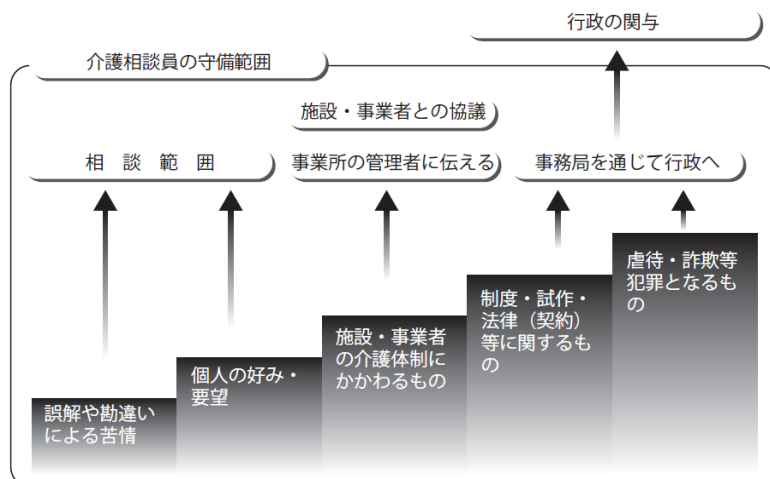 行政の関与
介護相談員の守備範囲
施設・事業者との協議
相談範囲
事業所の管理者に伝える
事務局を通じて行政へ
誤解や勘違い
による苦情
個人の好み・
要望
施設・事業者
の介護体制に
かかわるもの
制度・試作・
法律（契約）
等に関するも
の
虐待・詐欺等
犯罪となるも
の